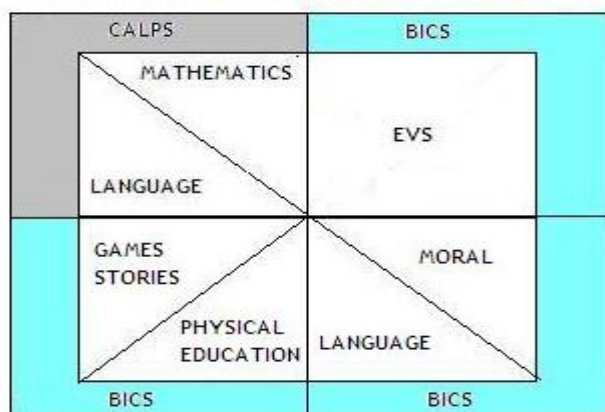 CALPS
BICS
MATHEMATICS
EVS
LANGUAGE
GAMES
STORIES
MORAL
PHYSICAL
EDUCATION
LANGUAGE
BICS
BICS